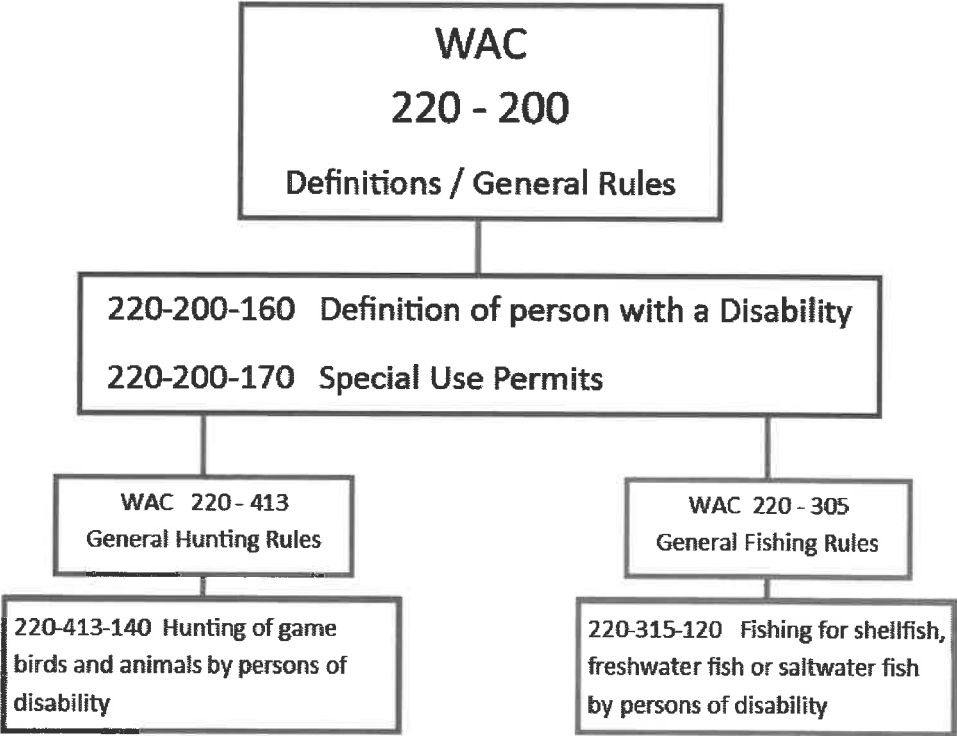 WAC
220 - 200
Definitions / General Rules
220-200-160 Definition of person with a Disability
220-200-170 Special Use Permits
WAC 220 - 413
General Hunting Rules
WAC 220 - 305
General Fishing Rules
220-413-140 Hunting of game
birds and animals by persons of
disability
220-315-120 Fishing for shellfish,
freshwater fish or saltwater fish
by persons of disability